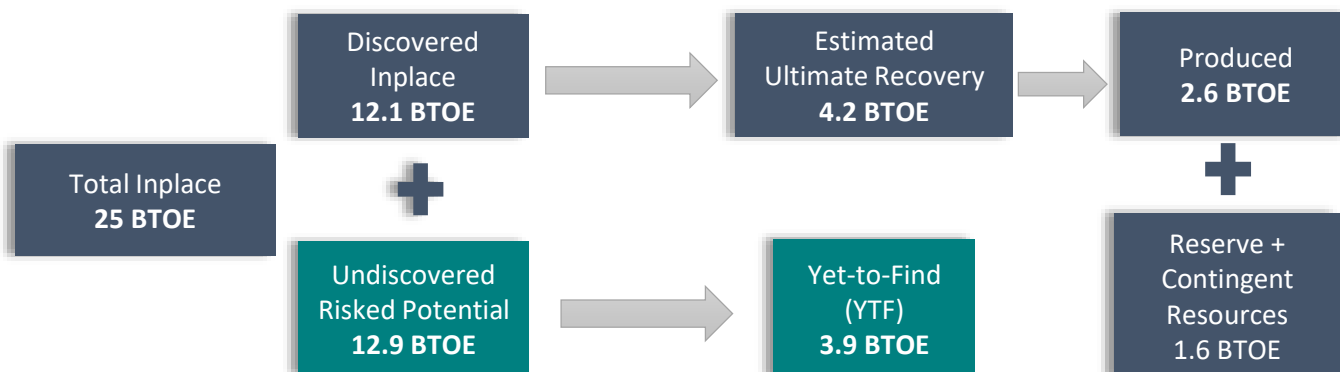 Total Inplace
25 BTOE
Discovered
Inplace
12.1 BTOE
Undiscovered
Risked Potential
12.9 BTOE
Estimated
Ultimate Recovery
4.2 BTOE
Yet-to-Find
(YTF)
3.9 BTOE
Produced
2.6 BTOE
Reserve +
Contingent
Resources
1.6 BTOE